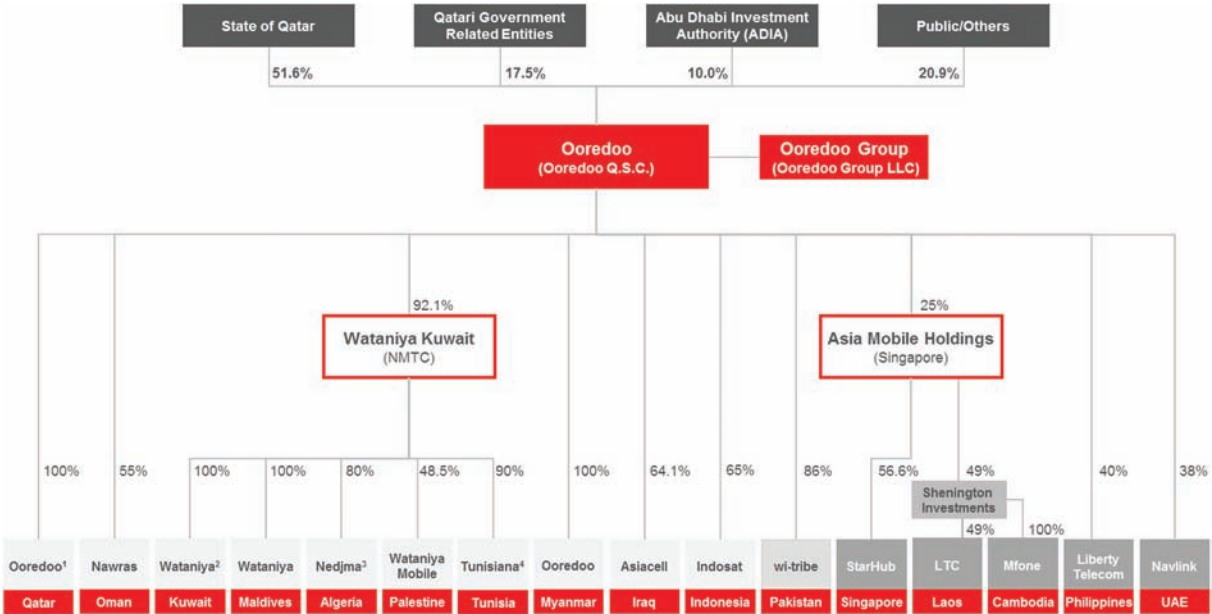 State of Qatar
Qatari Government
Related Entities
Abu Dhabi Investment
Authority (ADIA)
Public/Others
51.6%
17.5%
10.0%
20.9%
Ooredoo
(Ooredoo Q.S.C.)
Ooredoo Group
(Ooredoo Group LLC)
92.1%
25%
Wataniya Kuwait
(NMTC)
Asia Mobile Holdings
(Singapore)
100%
55%
100%
100%
80%
48.5%
90%
100%
64.1%
65%
86%
56.6%
49%
40%
38%
Shenington
Investments
49%
100%
Ooredoo¹
Nawras
Wataniya²
Wataniya
Nedjma³
Wataniya
Mobile
Tunisiana⁴
Ooredoo
Asiacell
Indosat
wi-tribe
StarHub
LTC
Mfone
Liberty
Telecom
Navlink
Qatar
Oman
Kuwait
Maldives
Algeria
Palestine
Tunisia
Myanmar
Iraq
Indonesia
Pakistan
Singapore
Laos
Cambodia
Philippines
UAE